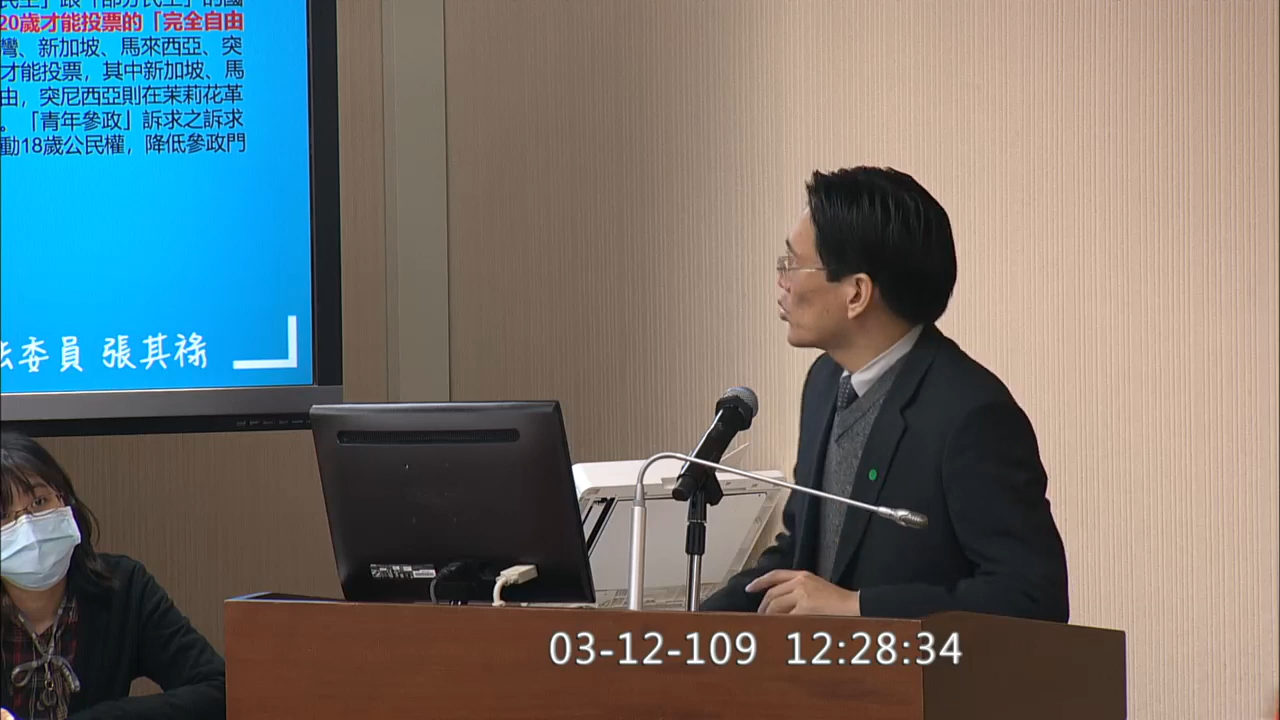 民主」跟「部分民主」的國
20歲才能投票的「完全自由
灣、新加坡、馬來西亞、突
才能投票，其中新加坡、馬
由，突尼西亞則在茉莉花革
。「青年參政」訴求之訴求
動18歲公民權，降低參政門
法委員 張其祿
03-12-109 12:28:34